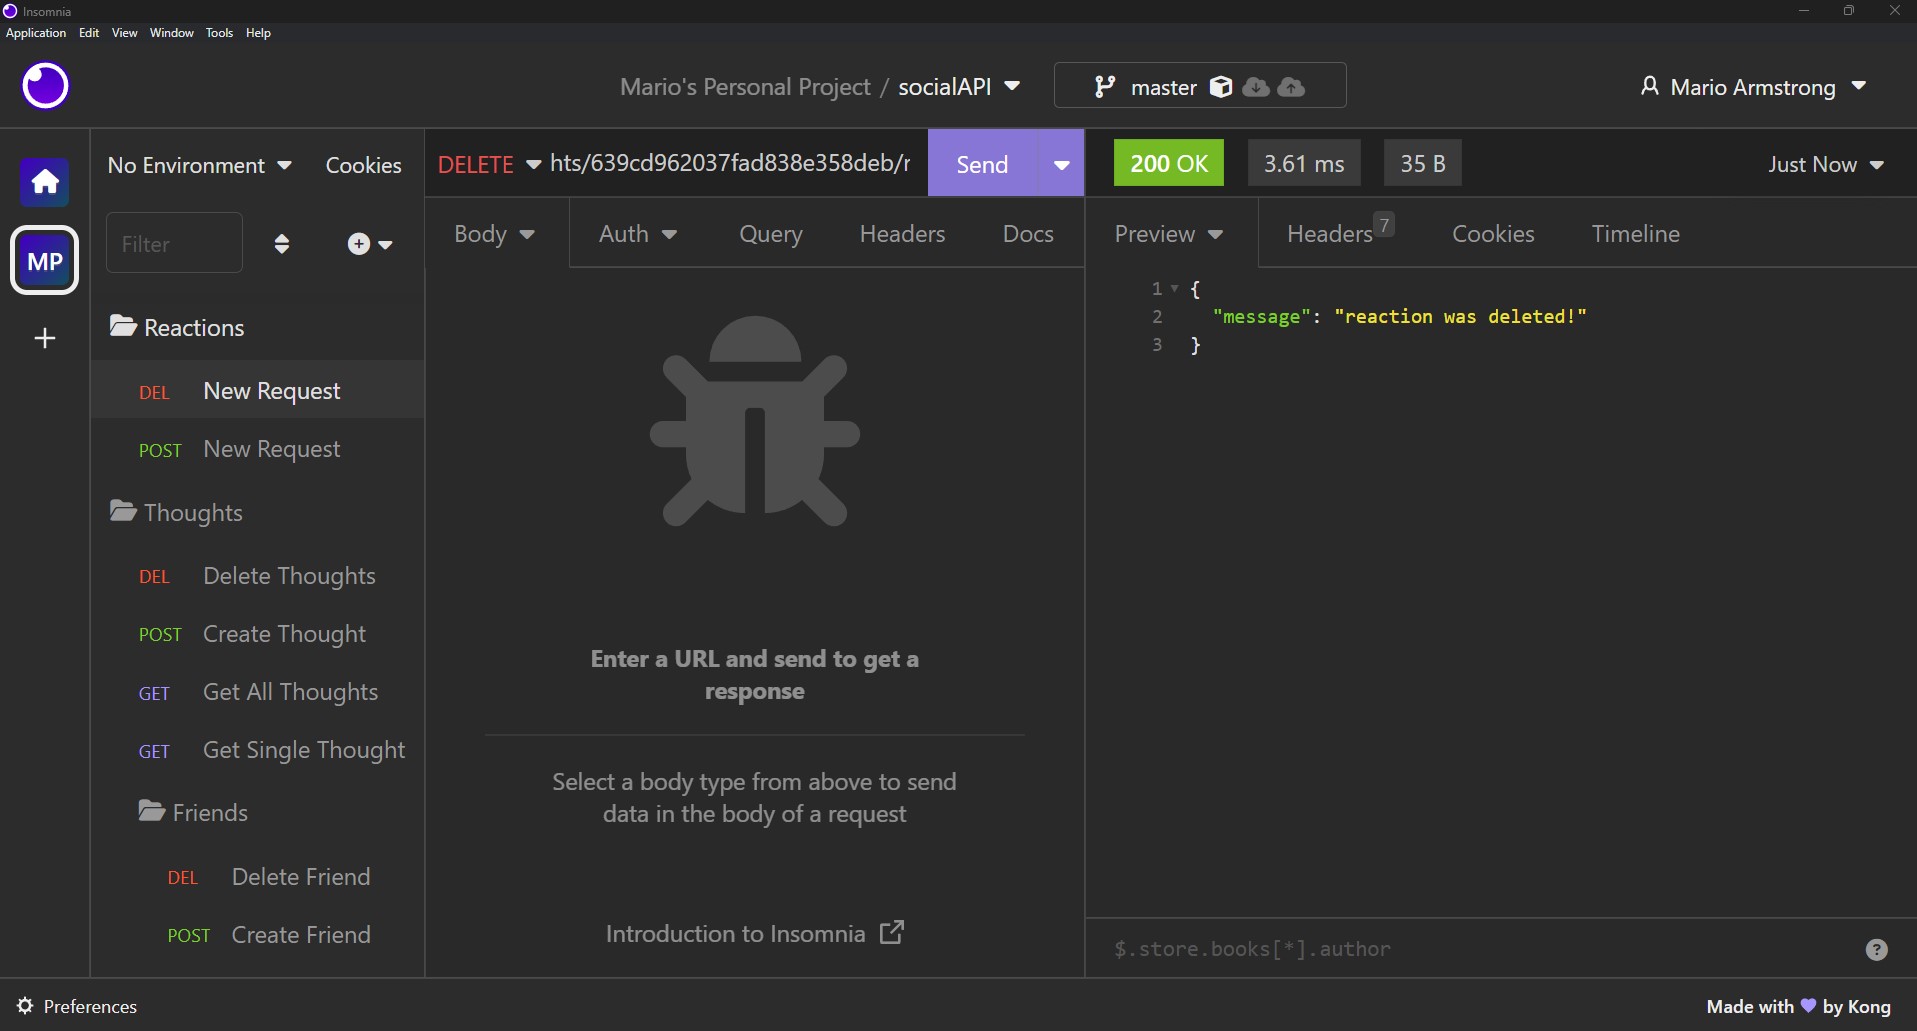 Insomnia
Application Edit View Window Tools Help
Mario's Personal Project / socialAPI
master
Mario Armstrong
No Environment Cookies
DELETE hts/639cd962037fad838e358deb/r
Send
200 OK 3.61 ms 35 B
Just Now
Filter
MP
Body Auth Query Headers Docs
Preview Headers 7 Cookies Timeline
Reactions
DEL New Request
POST New Request
Thoughts
DEL Delete Thoughts
POST Create Thought
GET Get All Thoughts
GET Get Single Thought
Friends
DEL Delete Friend
POST Create Friend
Enter a URL and send to get a
response
Select a body type from above to send
data in the body of a request
Introduction to Insomnia
1 {
2 "message": "reaction was deleted!"
3 }
$.store.books[*].author
?
Preferences
Made with 💜 by Kong